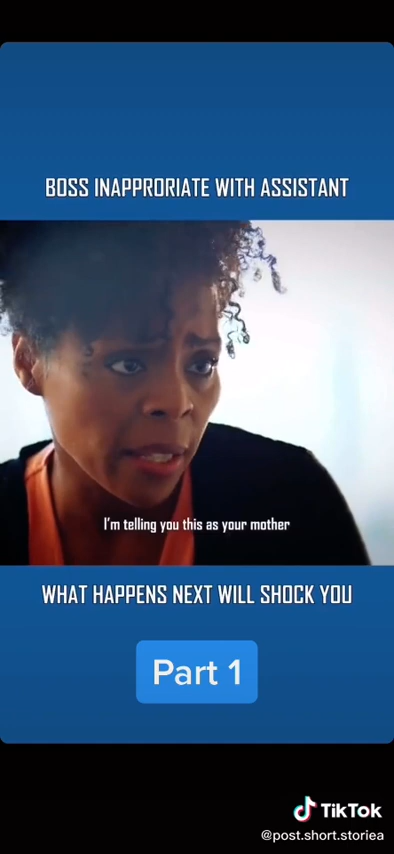 BOSS INAPPRORIATE WITH ASSISTANT
I'm telling you this as your mother
WHAT HAPPENS NEXT WILL SHOCK YOU
Part 1
TikTok
@post.short.storiea